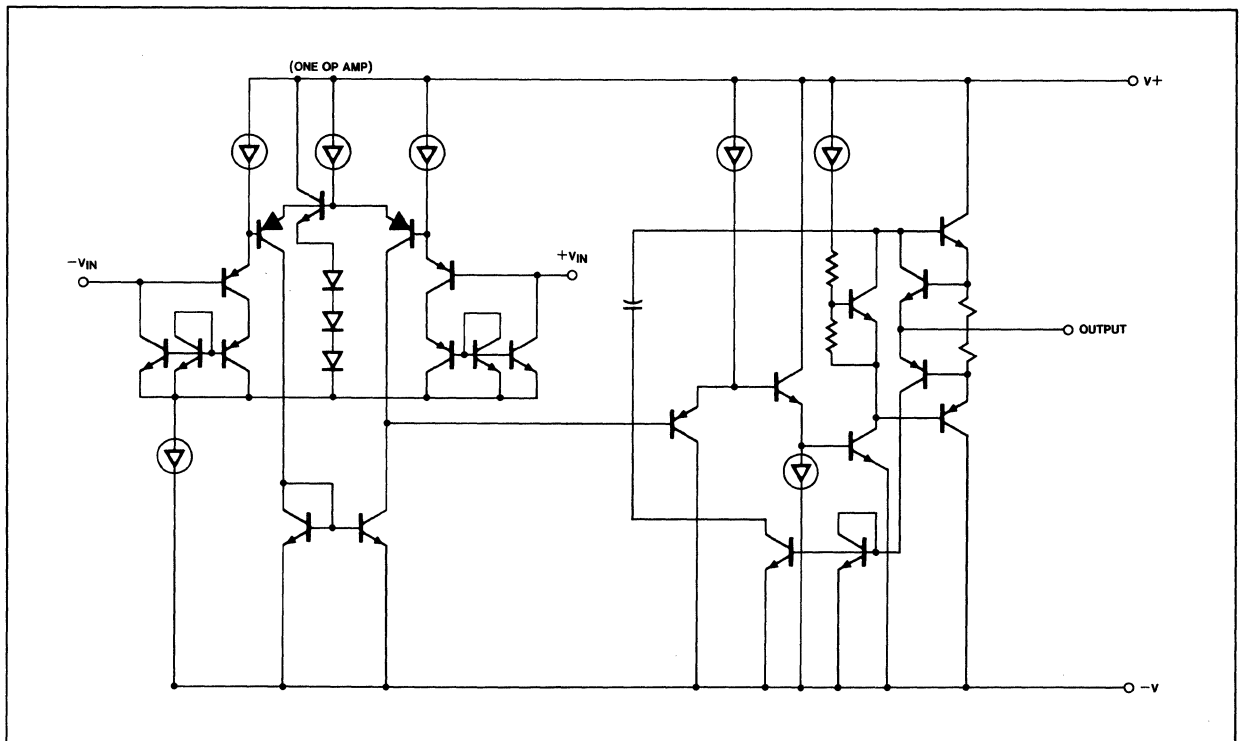 (ONE OP AMP)
V+
−VIN
+VIN
OUTPUT
−V